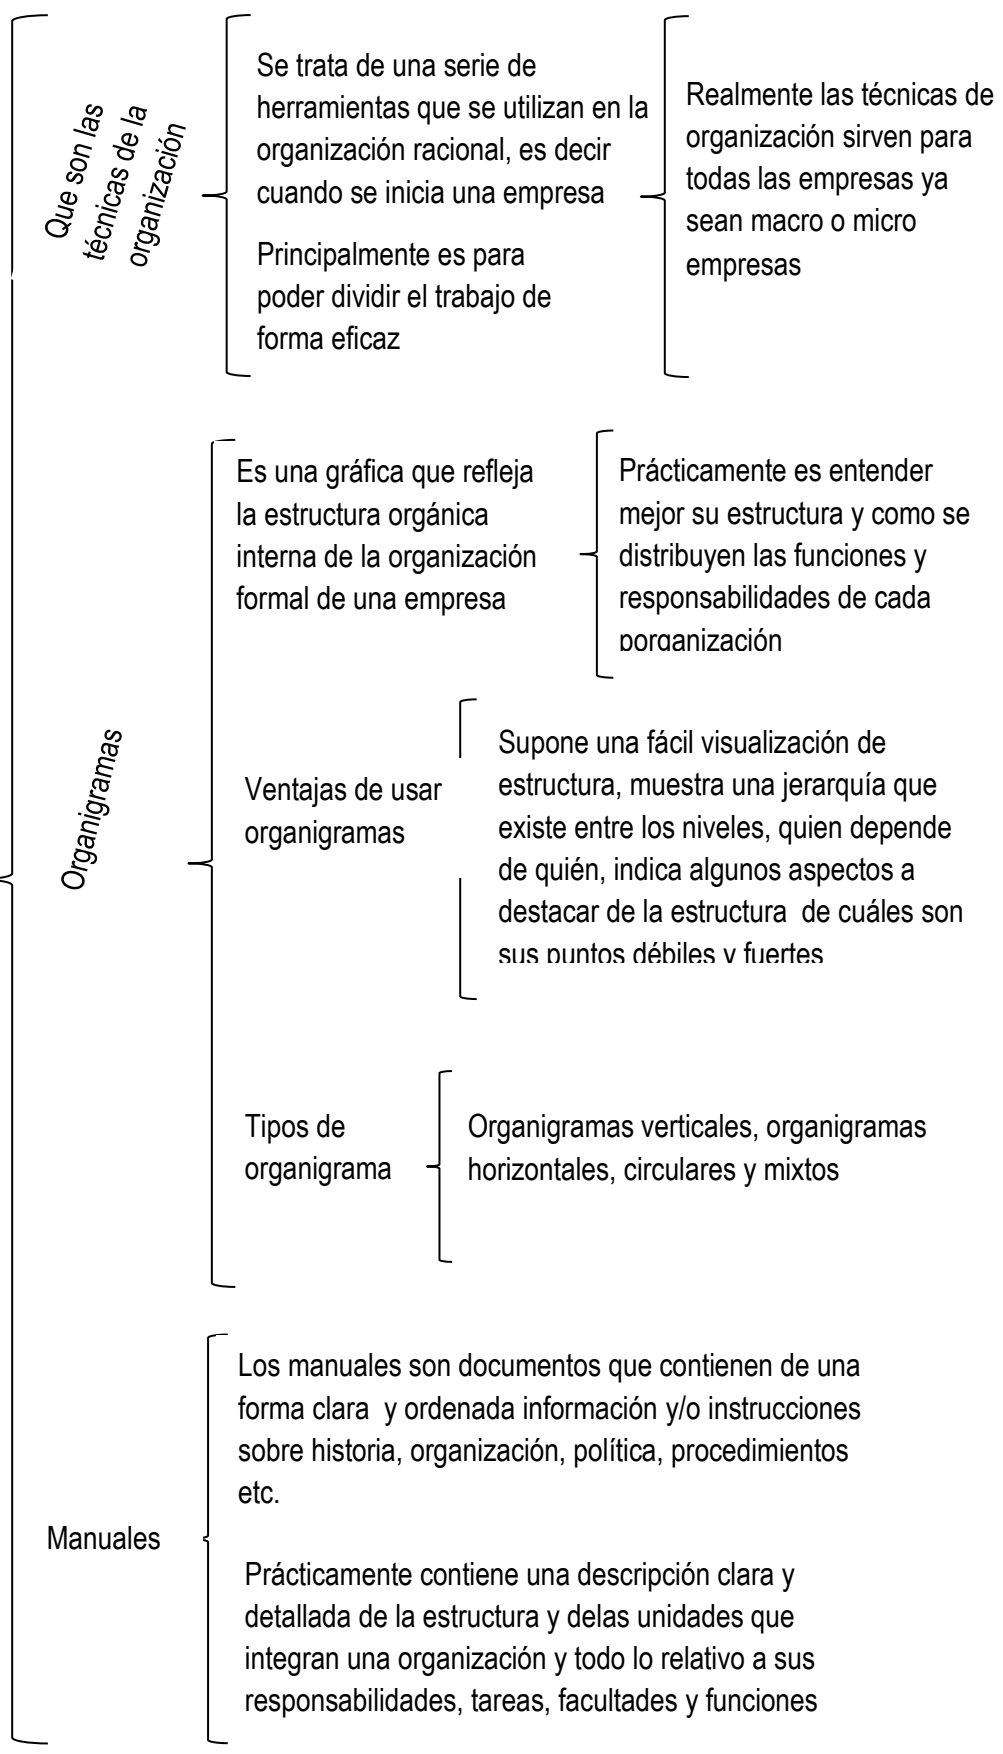 Que son las
técnicas de la
organización
Se trata de una serie de
herramientas que se utilizan en la
organización racional, es decir
cuando se inicia una empresa
Principalmente es para
poder dividir el trabajo de
forma eficaz
Realmente las técnicas de
organización sirven para
todas las empresas ya
sean macro o micro
empresas
Organigramas
Es una gráfica que refleja
la estructura orgánica
interna de la organización
formal de una empresa
Prácticamente es entender
mejor su estructura y como se
distribuyen las funciones y
responsabilidades de cada
porganización
Ventajas de usar
organigramas
Supone una fácil visualización de
estructura, muestra una jerarquía que
existe entre los niveles, quien depende
de quién, indica algunos aspectos a
destacar de la estructura  de cuáles son
sus puntos débiles y fuertes
Tipos de
organigrama
Organigramas verticales, organigramas
horizontales, circulares y mixtos
Manuales
Los manuales son documentos que contienen de una
forma clara  y ordenada información y/o instrucciones
sobre historia, organización, política, procedimientos
etc.
Prácticamente contiene una descripción clara y
detallada de la estructura y delas unidades que
integran una organización y todo lo relativo a sus
responsabilidades, tareas, facultades y funciones